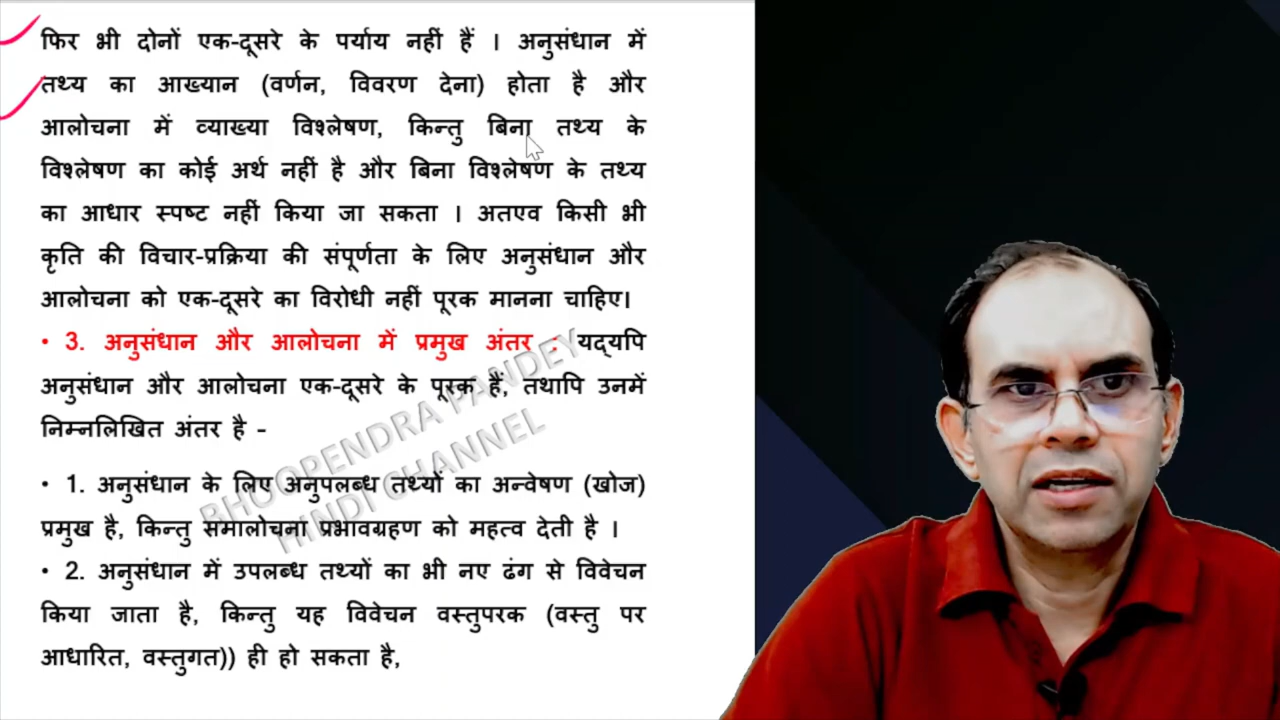 फिर भी दोनों एक-दूसरे के पर्याय नहीं हैं । अनुसंधान में
तथ्य का आख्यान (वर्णन, विवरण देना) होता है और
आलोचना में व्याख्या विश्लेषण, किन्तु बिना तथ्य के
विश्लेषण का कोई अर्थ नहीं है और बिना विश्लेषण के तथ्य
का आधार स्पष्ट नहीं किया जा सकता । अतएव किसी भी
कृति की विचार-प्रक्रिया की संपूर्णता के लिए अनुसंधान और
आलोचना को एक-दूसरे का विरोधी नहीं पूरक मानना चाहिए।
• 3. अनुसंधान और आलोचना में प्रमुख अंतर : यद्यपि
अनुसंधान और आलोचना एक-दूसरे के पूरक हैं, तथापि उनमें
निम्नलिखित अंतर है –
• 1. अनुसंधान के लिए अनुपलब्ध तथ्यों का अन्वेषण (खोज)
प्रमुख है, किन्तु समालोचना प्रभावग्रहण को महत्व देती है ।
• 2. अनुसंधान में उपलब्ध तथ्यों का भी नए ढंग से विवेचन
किया जाता है, किन्तु यह विवेचन वस्तुपरक (वस्तु पर
आधारित, वस्तुगत)) ही हो सकता है,
BHOOPENDRA PANDEY
HINDI CHANNEL